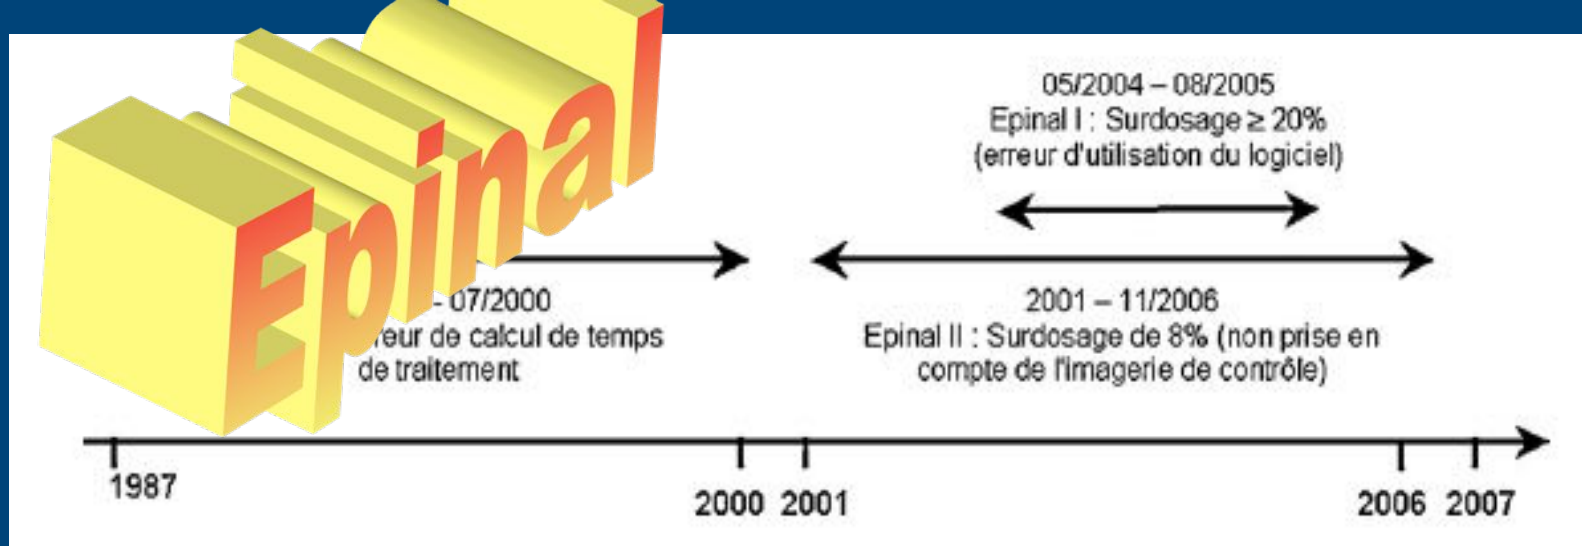 Epinal
05/2004 – 08/2005
Epinal I : Surdosage ≥ 20%
(erreur d'utilisation du logiciel)
- 07/2000
de calcul de temps
de traitement
2001 – 11/2006
Epinal II : Surdosage de 8% (non prise en
compte de l'imagerie de contrôle)
1987
2000 2001
2006 2007